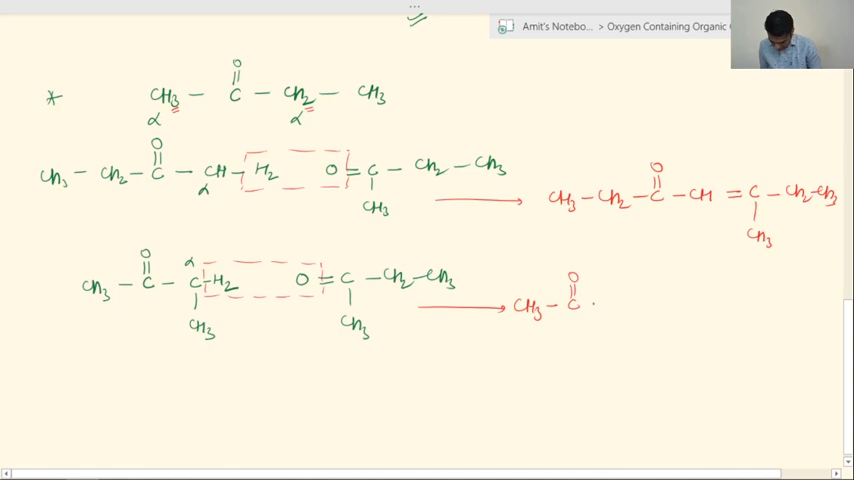 Amit's Notebo... > Oxygen Containing Organic
O
* CH3 — C — CH2 — CH3
α α
O
CH3 — CH2 — C — CH — H2 O = C — CH2 — CH3
α
CH3
O
CH3 — CH2 — C — CH = C — CH2 — CH3
CH3
O α
CH3 — C — C — H2 O = C — CH2 — CH3
CH3 CH3
O
CH3 — C